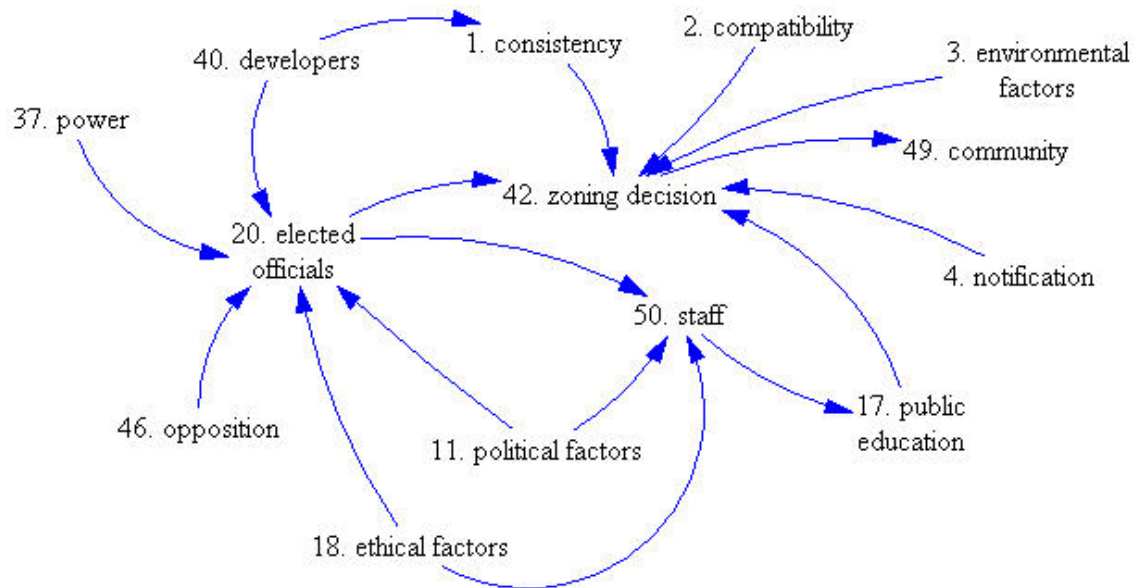 2. compatibility
1. consistency
40. developers
3. environmental
factors
37. power
49. community
42. zoning decision
20. elected
officials
4. notification
50. staff
17. public
education
46. opposition
11. political factors
18. ethical factors